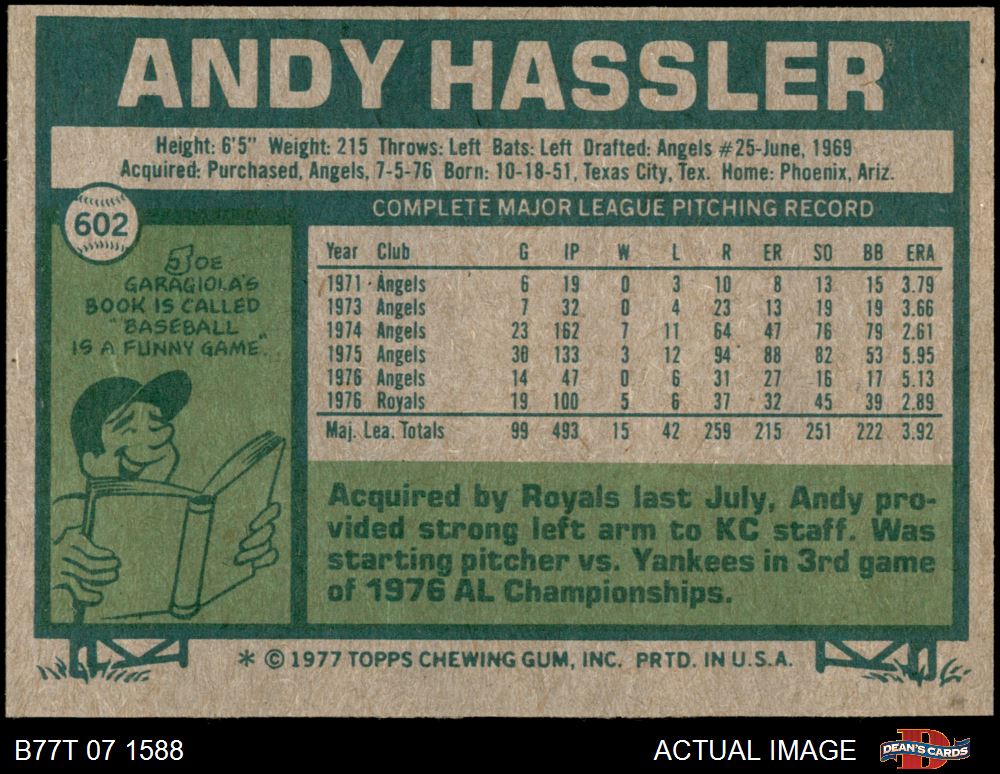 ANDY HASSLER
Height: 6'5" Weight: 215 Throws: Left Bats: Left Drafted: Angels #25-June, 1969
Acquired: Purchased, Angels, 7-5-76 Born: 10-18-51, Texas City, Tex. Home: Phoenix, Ariz.
602
COMPLETE MAJOR LEAGUE PITCHING RECORD
JOE
GARAGIOLA'S
BOOK IS CALLED
"BASEBALL
IS A FUNNY GAME".
Year Club G IP W L R ER SO BB ERA
1971 Angels 6 19 0 3 10 8 13 15 3.79
1973 Angels 7 32 0 4 23 13 19 19 3.66
1974 Angels 23 162 7 11 64 47 76 79 2.61
1975 Angels 30 133 3 12 94 88 82 53 5.95
1976 Angels 14 47 0 6 31 27 16 17 5.13
1976 Royals 19 100 5 6 37 32 45 39 2.89
Maj. Lea. Totals 99 493 15 42 259 215 251 222 3.92
Acquired by Royals last July, Andy pro-
vided strong left arm to KC staff. Was
starting pitcher vs. Yankees in 3rd game
of 1976 AL Championships.
* © 1977 TOPPS CHEWING GUM, INC. PRTD. IN U.S.A.
B77T 07 1588
ACTUAL IMAGE
DEAN'S CARDS